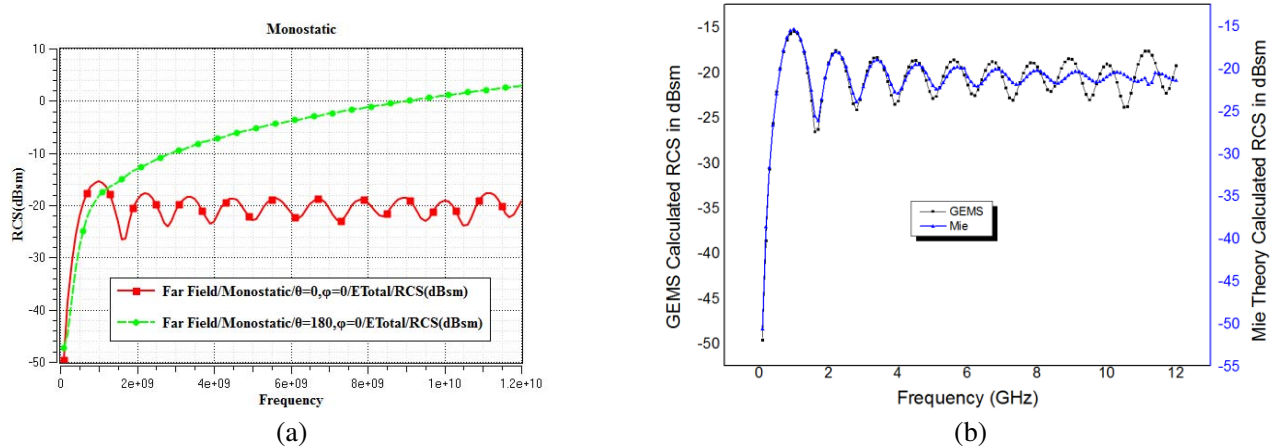 Monostatic
10
0
-10
-20
-30
-40
-50
RCS(dBsm)
Far Field/Monostatic/θ=0,φ=0/ETotal/RCS(dBsm)
Far Field/Monostatic/θ=180,φ=0/ETotal/RCS(dBsm)
0 2e+09 4e+09 6e+09 8e+09 1e+10 1.2e+10
Frequency
(a)
-15
-20
-25
-30
-35
-40
-45
-50
GEMS Calculated RCS in dBsm
GEMS
Mie
0 2 4 6 8 10 12
Frequency (GHz)
-15
-20
-25
-30
-35
-40
-45
-50
-55
Mie Theory Calculated RCS in dBsm
(b)